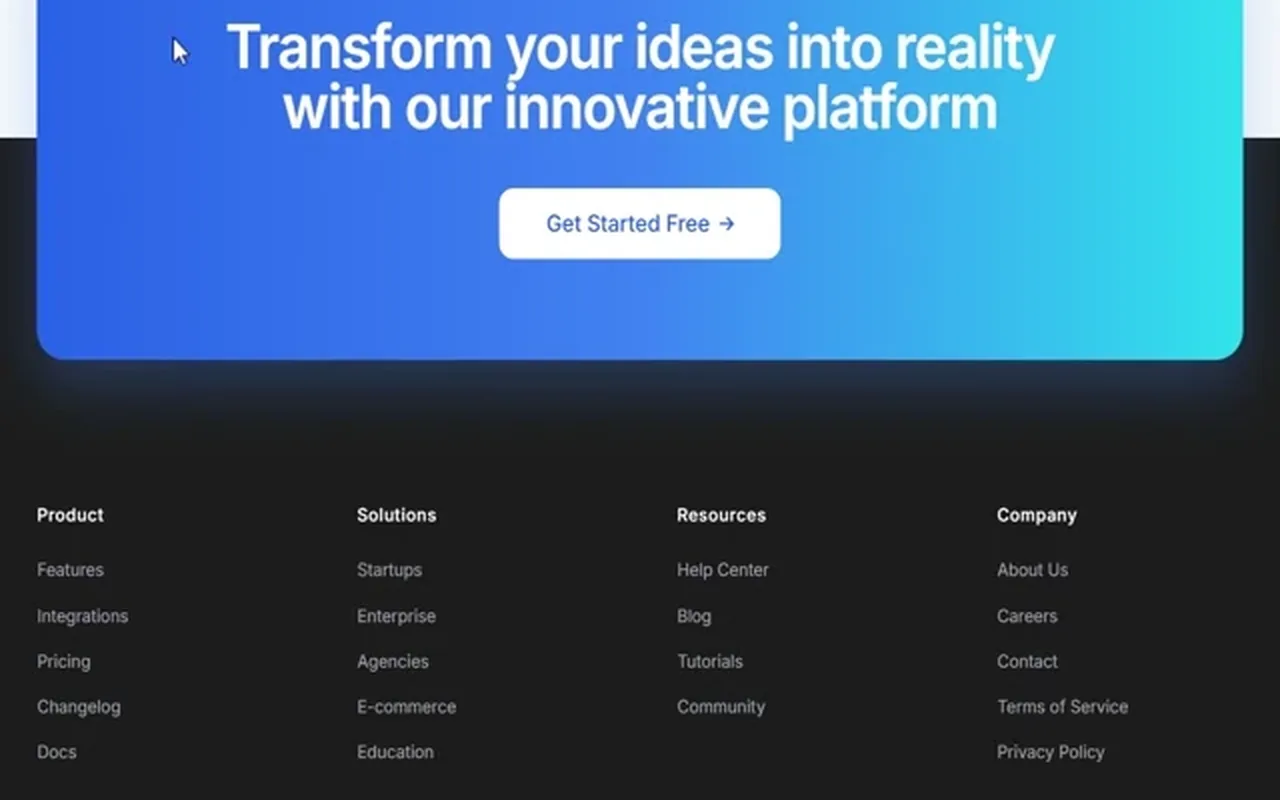 Transform your ideas into reality
with our innovative platform
Get Started Free →
Product
Features
Integrations
Pricing
Changelog
Docs
Solutions
Startups
Enterprise
Agencies
E-commerce
Education
Resources
Help Center
Blog
Tutorials
Community
Company
About Us
Careers
Contact
Terms of Service
Privacy Policy